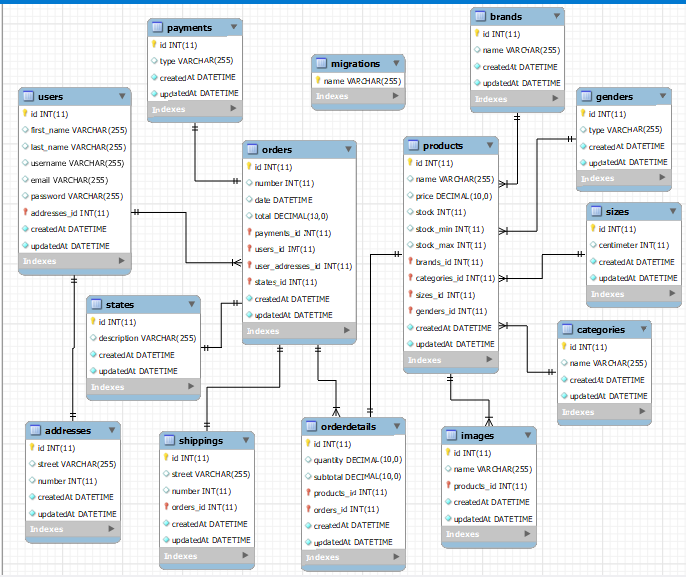 payments
id INT(11)
type VARCHAR(255)
createdAt DATETIME
updatedAt DATETIME
Indexes
migrations
name VARCHAR(255)
Indexes
brands
id INT(11)
name VARCHAR(255)
createdAt DATETIME
updatedAt DATETIME
Indexes
users
id INT(11)
first_name VARCHAR(255)
last_name VARCHAR(255)
username VARCHAR(255)
email VARCHAR(255)
password VARCHAR(255)
addresses_id INT(11)
createdAt DATETIME
updatedAt DATETIME
Indexes
orders
id INT(11)
number INT(11)
date DATETIME
total DECIMAL(10,0)
payments_id INT(11)
users_id INT(11)
user_addresses_id INT(11)
states_id INT(11)
createdAt DATETIME
updatedAt DATETIME
Indexes
products
id INT(11)
name VARCHAR(255)
price DECIMAL(10,0)
stock INT(11)
stock_min INT(11)
stock_max INT(11)
brands_id INT(11)
categories_id INT(11)
sizes_id INT(11)
genders_id INT(11)
createdAt DATETIME
updatedAt DATETIME
Indexes
genders
id INT(11)
type VARCHAR(255)
createdAt DATETIME
updatedAt DATETIME
Indexes
sizes
id INT(11)
centimeter INT(11)
createdAt DATETIME
updatedAt DATETIME
Indexes
states
id INT(11)
description VARCHAR(255)
createdAt DATETIME
updatedAt DATETIME
Indexes
categories
id INT(11)
name VARCHAR(255)
createdAt DATETIME
updatedAt DATETIME
Indexes
addresses
id INT(11)
street VARCHAR(255)
number INT(11)
createdAt DATETIME
updatedAt DATETIME
Indexes
shippings
id INT(11)
street VARCHAR(255)
number INT(11)
orders_id INT(11)
createdAt DATETIME
updatedAt DATETIME
Indexes
orderdetails
id INT(11)
quantity DECIMAL(10,0)
subtotal DECIMAL(10,0)
products_id INT(11)
orders_id INT(11)
createdAt DATETIME
updatedAt DATETIME
Indexes
images
id INT(11)
name VARCHAR(255)
products_id INT(11)
createdAt DATETIME
updatedAt DATETIME
Indexes